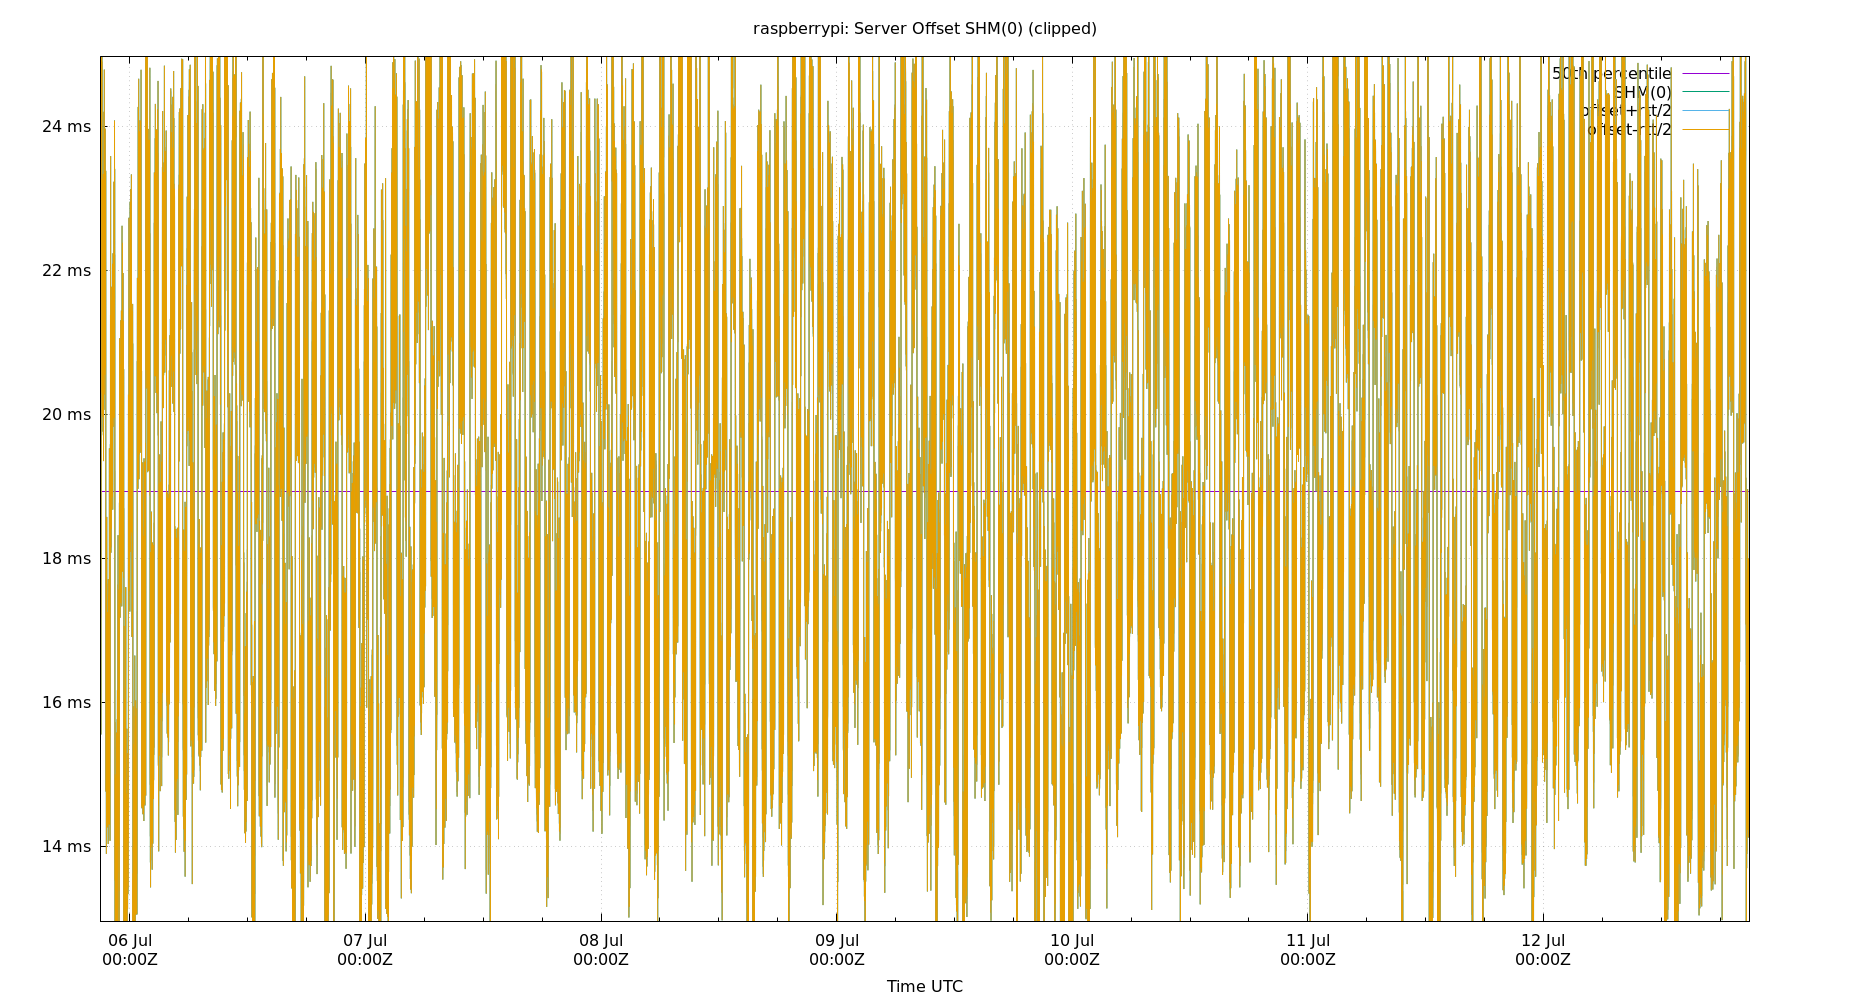 raspberrypi: Server Offset SHM(0) (clipped)
50th percentile
SHM(0)
offset+rtt/2
offset-rtt/2
24 ms
22 ms
20 ms
18 ms
16 ms
14 ms
06 Jul 07 Jul 08 Jul 09 Jul 10 Jul 11 Jul 12 Jul
00:00Z 00:00Z 00:00Z 00:00Z 00:00Z 00:00Z 00:00Z
Time UTC